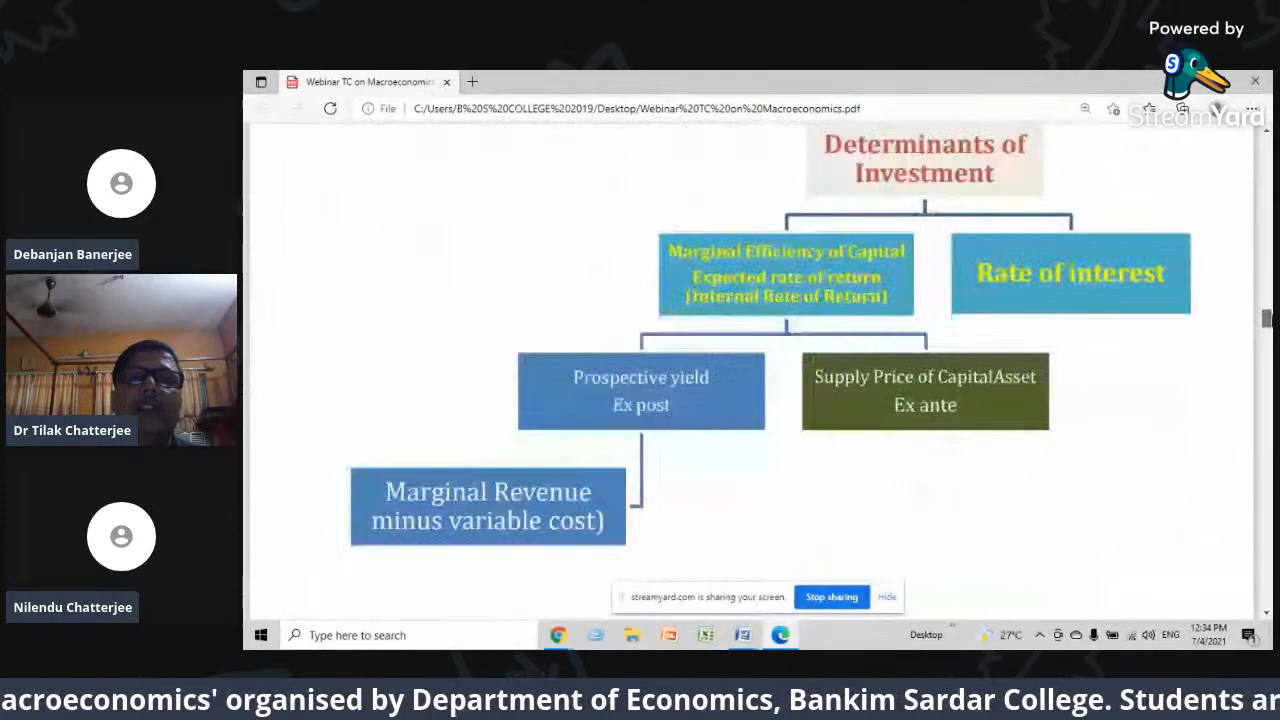 Powered by
S
StreamYard
Webinar TC on Macroeconomics
File
C:/Users/B%20S%20COLLEGE%202019/Desktop/Webinar%20TC%20on%20Macroeconomics.pdf
Determinants of
Investment
Marginal Efficiency of Capital
Expected rate of return
(Internal Rate of Return)
Rate of interest
Prospective yield
Ex post
Supply Price of CapitalAsset
Ex ante
Marginal Revenue
minus variable cost)
Debanjan Banerjee
Dr Tilak Chatterjee
Nilendu Chatterjee
streamyard.com is sharing your screen.
Stop sharing
Hide
Type here to search
Desktop
27°C
ENG
12:34 PM
7/4/2021
acroeconomics' organised by Department of Economics, Bankim Sardar College. Students ar